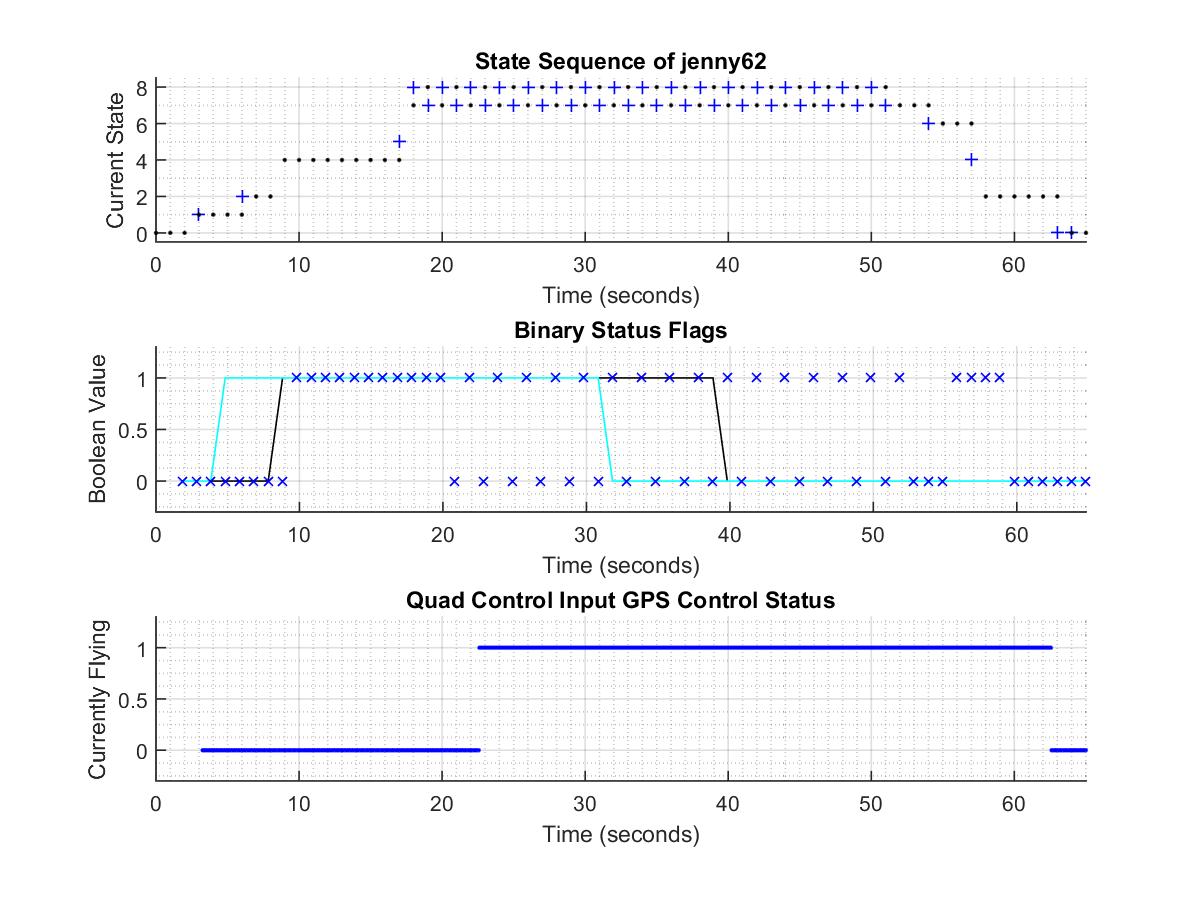 State Sequence of jenny62
Current State
8
6
4
2
0
0 10 20 30 40 50 60
Time (seconds)
Binary Status Flags
Boolean Value
1
0.5
0
0 10 20 30 40 50 60
Time (seconds)
Quad Control Input GPS Control Status
Currently Flying
1
0.5
0
0 10 20 30 40 50 60
Time (seconds)